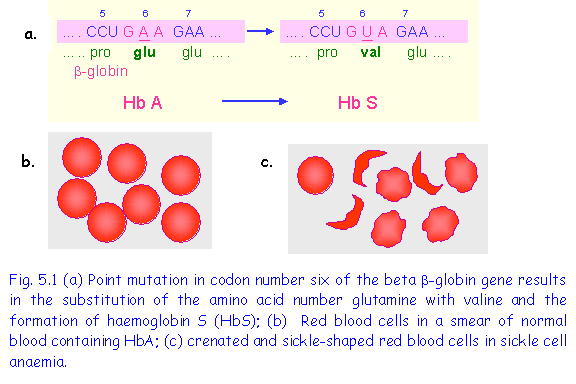 5 6 7 5 6 7
a. .... CCU GAA GAA ... .... CCU GUA GAA ...
..... pro glu glu .... .... pro val glu ....
β-globin
Hb A Hb S
b. c.
Fig. 5.1 (a) Point mutation in codon number six of the beta β-globin gene results
in the substitution of the amino acid number glutamine with valine and the
formation of haemoglobin S (HbS); (b) Red blood cells in a smear of normal
blood containing HbA; (c) crenated and sickle-shaped red blood cells in sickle cell
anaemia.